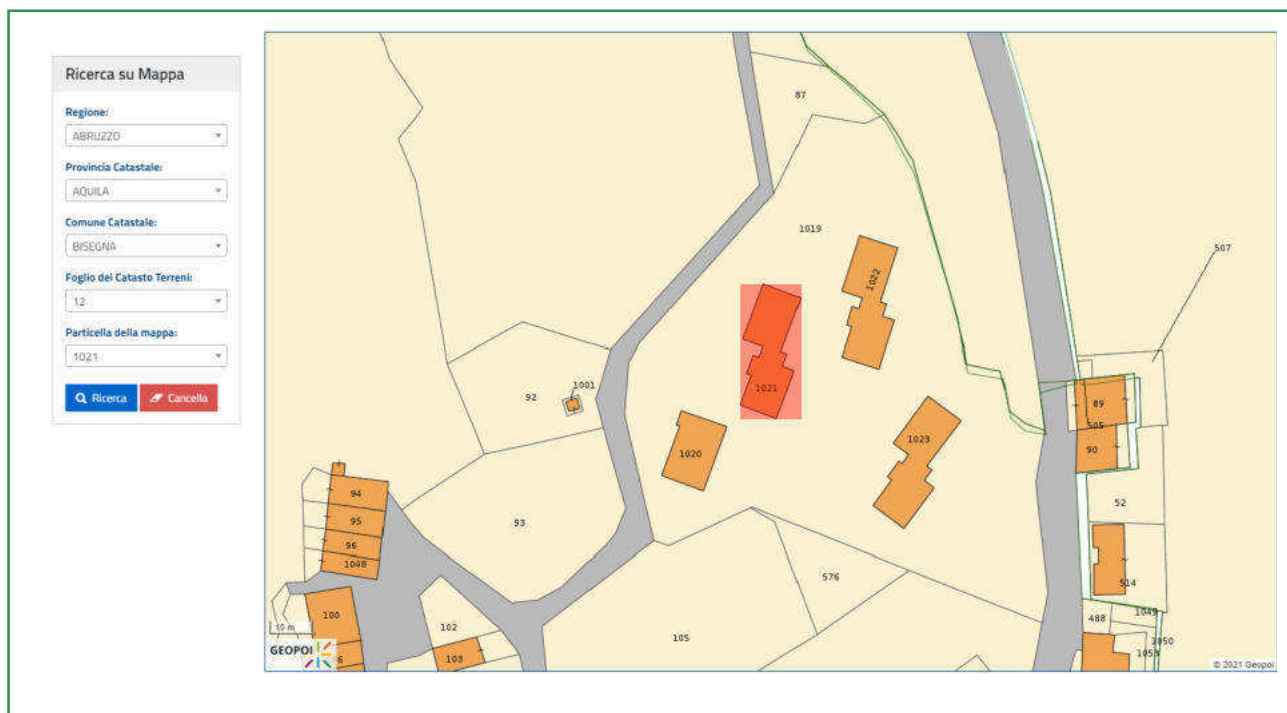 Ricerca su Mappa
Regione:
ABRUZZO
Provincia Catastale:
AQUILA
Comune Catastale:
BISEGNA
Foglio del Catasto Terreni:
12
Particella della mappa:
1021
Ricerca
Cancella
87
1019
507
1022
1021
1001
92
1020
1023
89
505
90
94
95
96
1048
93
52
576
514
100
102
105
488
1049
1050
103
10 m
GEOPOI
© 2021 Geopoi